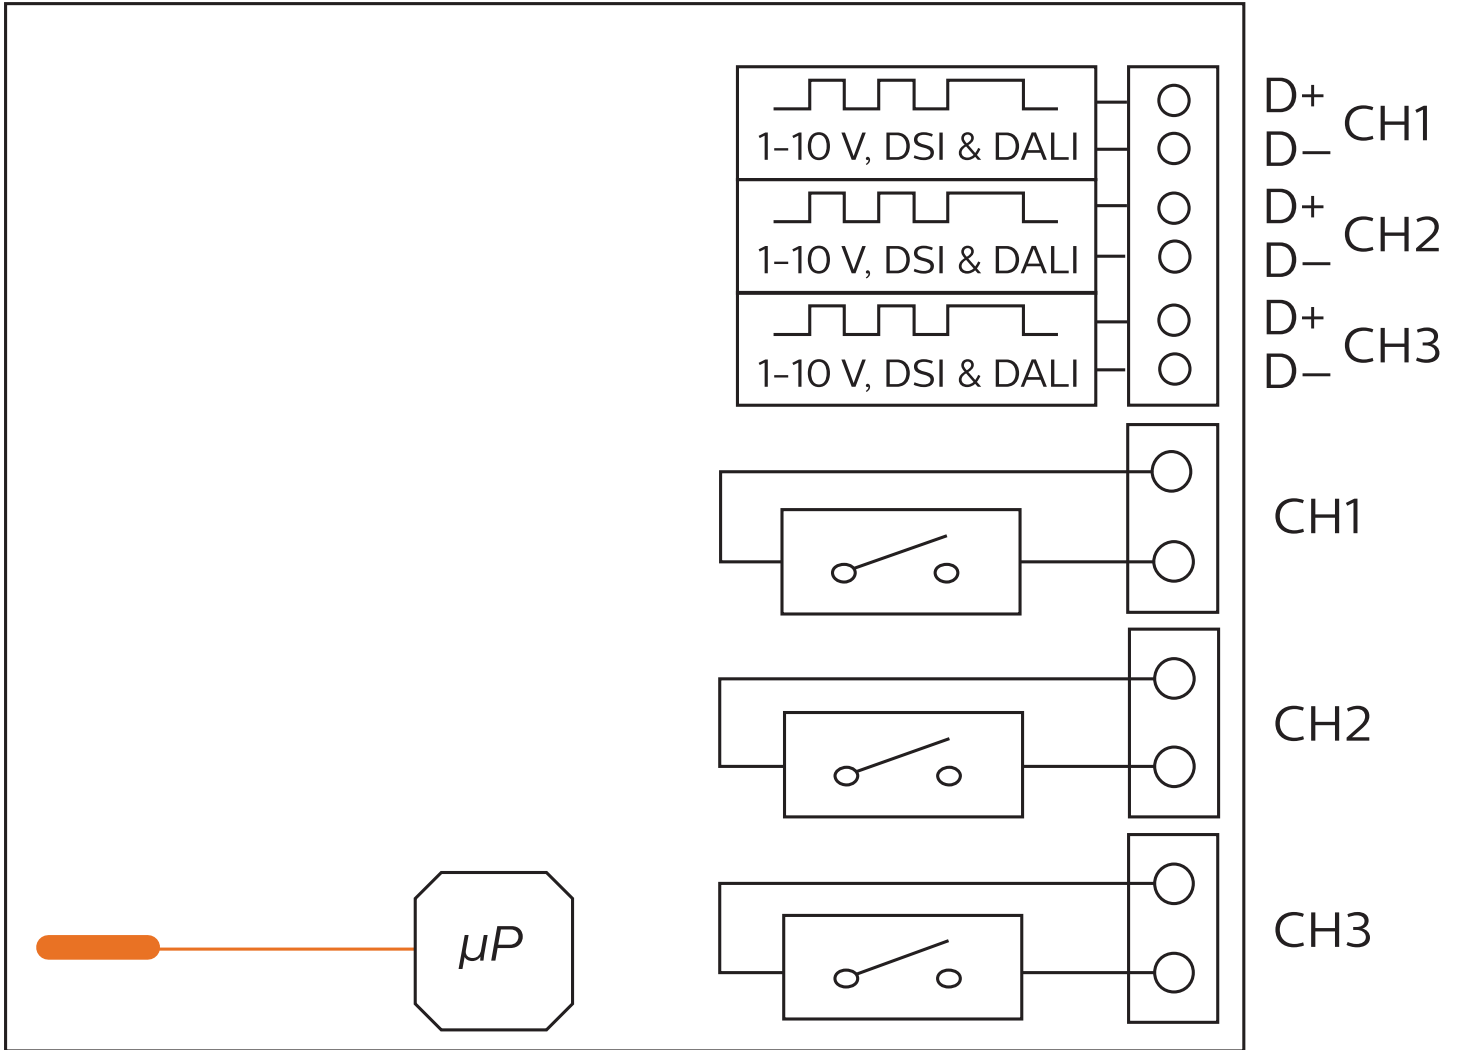 D+
CH1
1–10 V, DSI & DALI
D–
D+
CH2
1–10 V, DSI & DALI
D–
D+
CH3
1–10 V, DSI & DALI
D–
CH1
CH2
CH3
µP